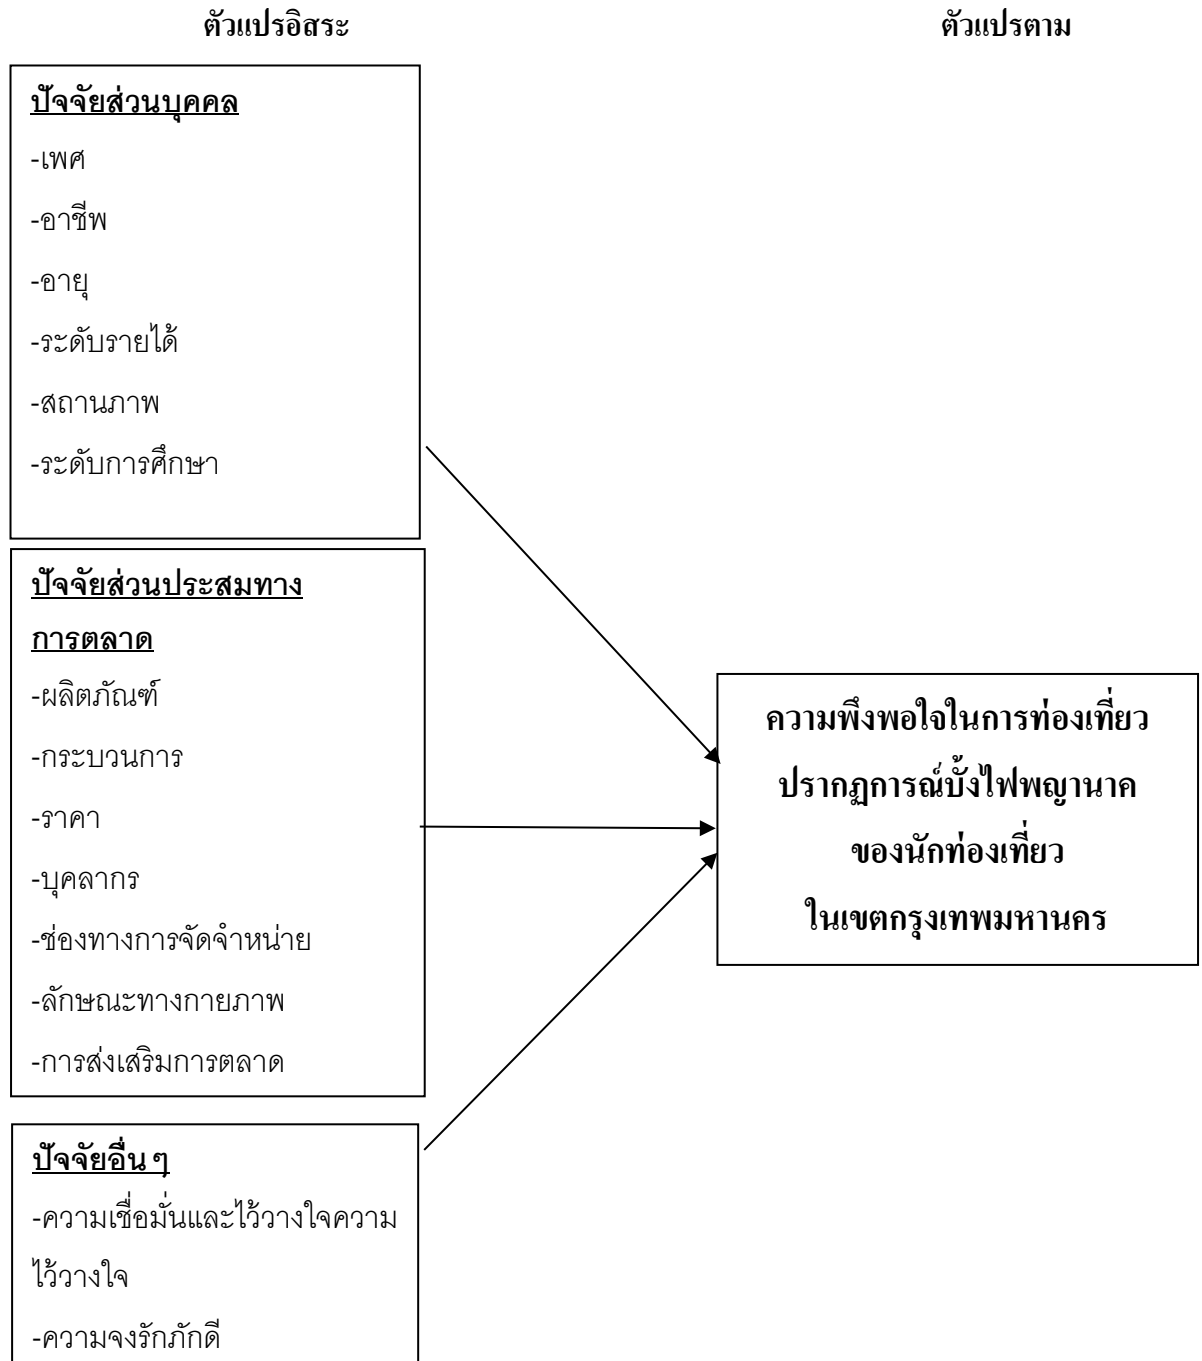 ตัวแปรอิสระ
ตัวแปรตาม
ปัจจัยส่วนบุคคล
-เพศ
-อาชีพ
-อายุ
-ระดับรายได้
-สถานภาพ
-ระดับการศึกษา
ปัจจัยส่วนประสมทาง
การตลาด
-ผลิตภัณฑ์
-กระบวนการ
-ราคา
-บุคลากร
-ช่องทางการจัดจำหน่าย
-ลักษณะทางกายภาพ
-การส่งเสริมการตลาด
ปัจจัยอื่น ๆ
-ความเชื่อมั่นและไว้วางใจความ
ไว้วางใจ
-ความจงรักภักดี
ความพึงพอใจในการท่องเที่ยว
ปรากฏการณ์บั้งไฟพญานาค
ของนักท่องเที่ยว
ในเขตกรุงเทพมหานคร